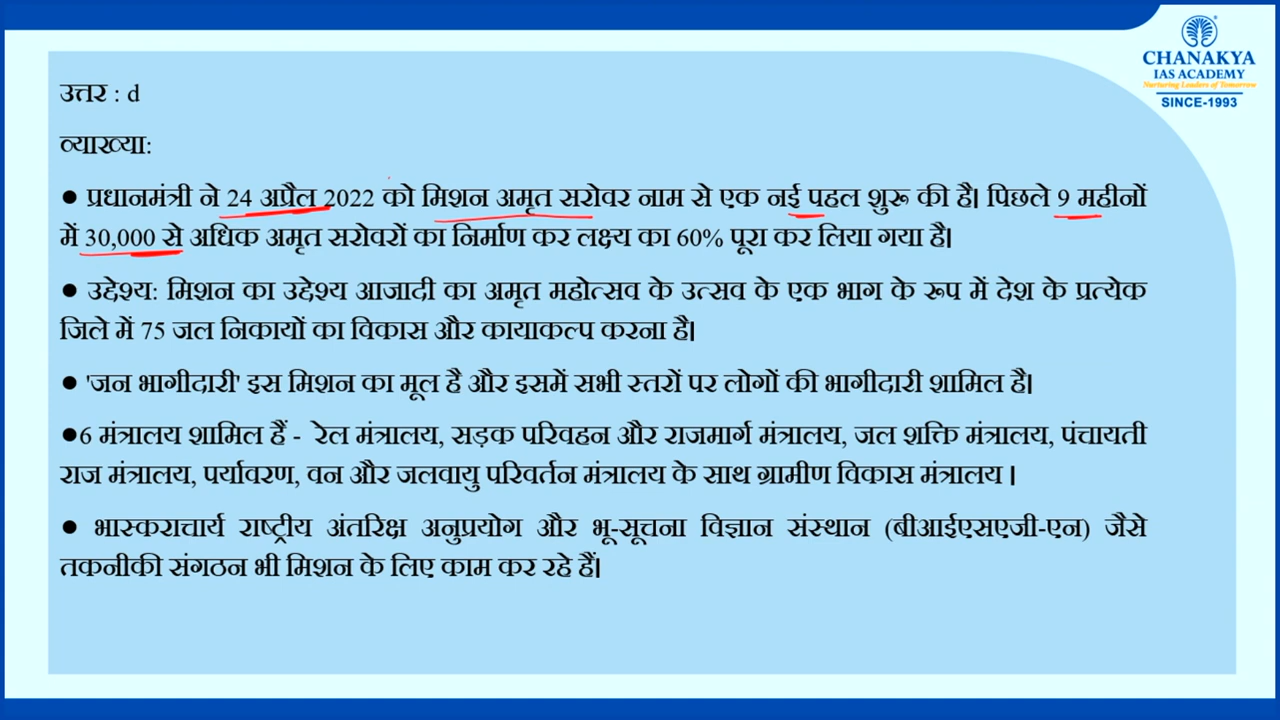 CHANAKYA
IAS ACADEMY
Nurturing Leaders of Tomorrow
SINCE-1993
उत्तर : d
व्याख्या:
● प्रधानमंत्री ने 24 अप्रैल 2022 को मिशन अमृत सरोवर नाम से एक नई पहल शुरू की है। पिछले 9 महीनों
में 30,000 से अधिक अमृत सरोवरों का निर्माण कर लक्ष्य का 60% पूरा कर लिया गया है।
● उद्देश्य: मिशन का उद्देश्य आजादी का अमृत महोत्सव के उत्सव के एक भाग के रूप में देश के प्रत्येक
जिले में 75 जल निकायों का विकास और कायाकल्प करना है।
● 'जन भागीदारी' इस मिशन का मूल है और इसमें सभी स्तरों पर लोगों की भागीदारी शामिल है।
●6 मंत्रालय शामिल हैं - रेल मंत्रालय, सड़क परिवहन और राजमार्ग मंत्रालय, जल शक्ति मंत्रालय, पंचायती
राज मंत्रालय, पर्यावरण, वन और जलवायु परिवर्तन मंत्रालय के साथ ग्रामीण विकास मंत्रालय ।
● भास्कराचार्य राष्ट्रीय अंतरिक्ष अनुप्रयोग और भू-सूचना विज्ञान संस्थान (बीआईएसएजी-एन) जैसे
तकनीकी संगठन भी मिशन के लिए काम कर रहे हैं।